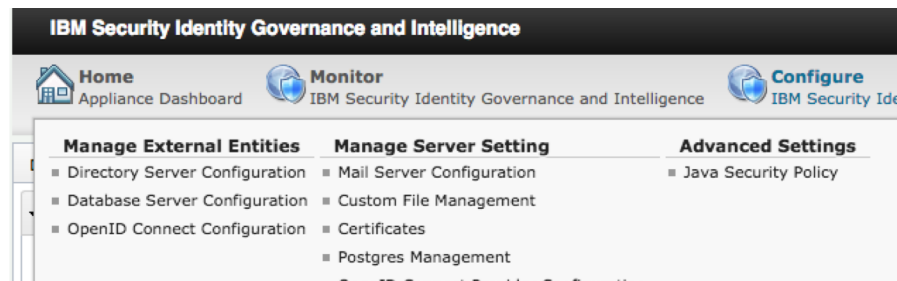 IBM Security Identity Governance and Intelligence
Home
Appliance Dashboard
Monitor
IBM Security Identity Governance and Intelligence
Configure
IBM Security Ide
Manage External Entities
Directory Server Configuration
Database Server Configuration
OpenID Connect Configuration
Manage Server Setting
Mail Server Configuration
Custom File Management
Certificates
Postgres Management
Advanced Settings
Java Security Policy